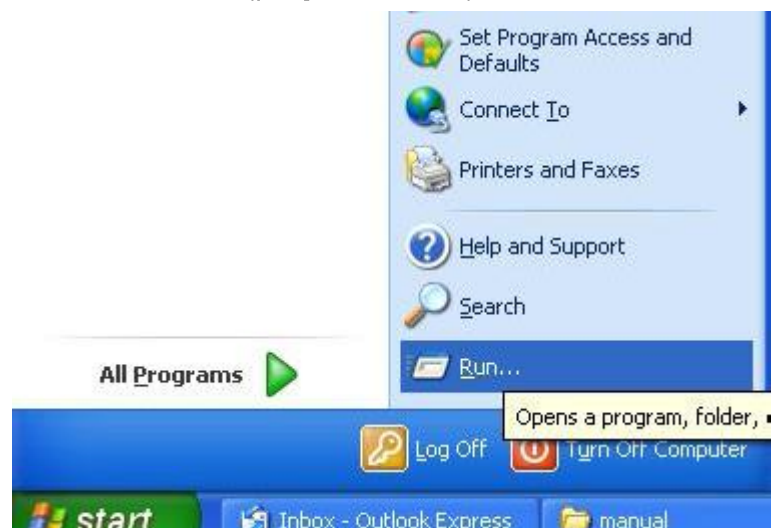 Set Program Access and
Defaults
Connect To
Printers and Faxes
Help and Support
Search
All Programs
Run...
Opens a program, folder,
Log Off
Turn Off Computer
start
Inbox - Outlook Express
manual